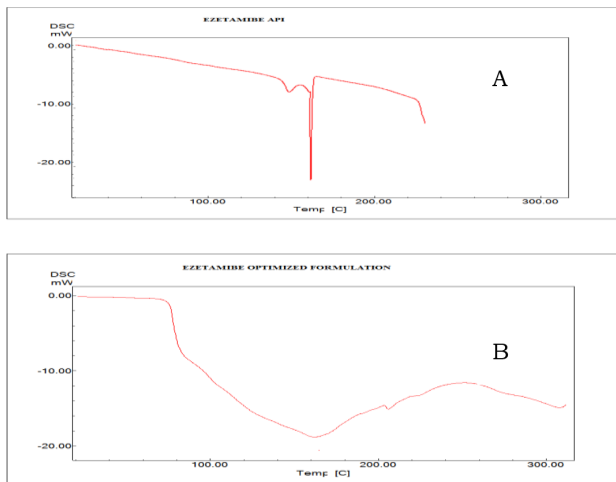 EZETAMIBE API
DSC
mW
0.00
A
-10.00
-20.00
100.00
200.00
300.00
Temp [C]
EZETAMIBE OPTIMIZED FORMULATION
DSC
mW
0.00
B
-10.00
-20.00
100.00
200.00
300.00
Temp [C]